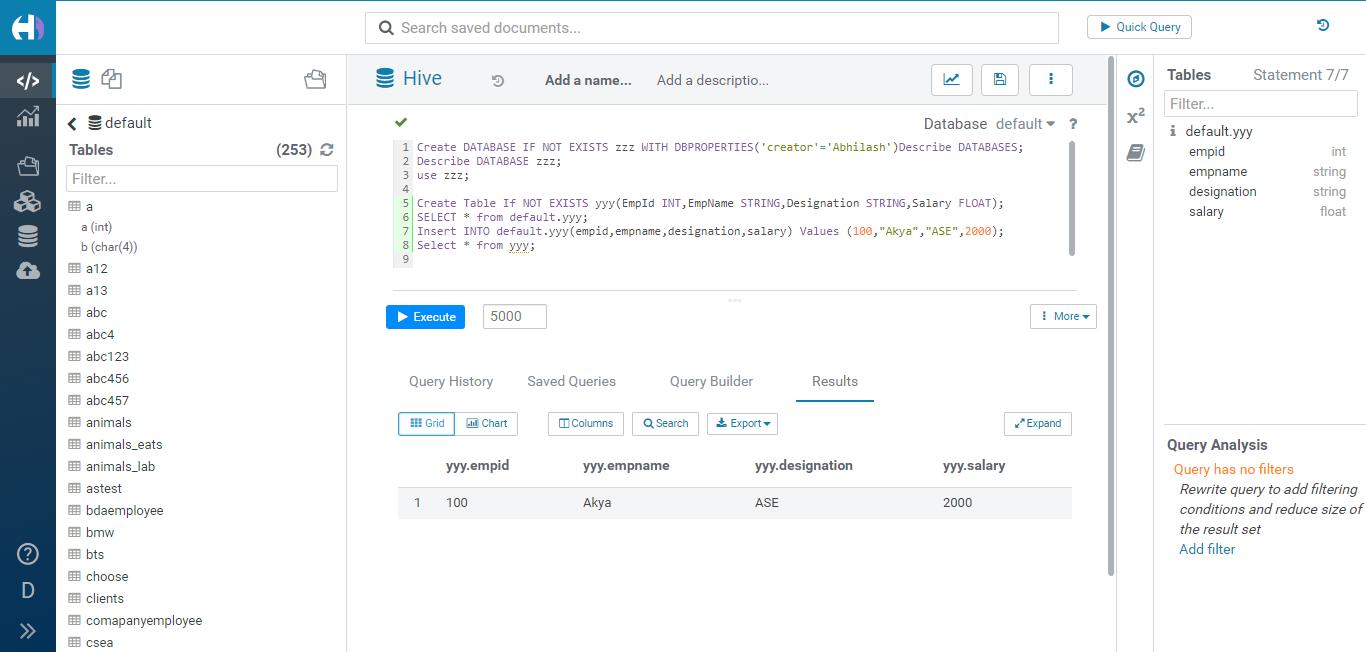 Search saved documents...
Quick Query
Hive
Add a name...
Add a descriptio...
Tables
Statement 7/7
Filter...
default.yyy
empid int
empname string
designation string
salary float
default
Tables (253)
Filter...
a
a (int)
b (char(4))
a12
a13
abc
abc4
abc123
abc456
abc457
animals
animals_eats
animals_lab
astest
bdaemployee
bmw
bts
choose
clients
comapanyemployee
csea
D
Database default ?
1 Create DATABASE IF NOT EXISTS zzz WITH DBPROPERTIES('creator'='Abhilash')Describe DATABASES;
2 Describe DATABASE zzz;
3 use zzz;
4
5 Create Table If NOT EXISTS yyy(EmpId INT,EmpName STRING,Designation STRING,Salary FLOAT);
6 SELECT * from default.yyy;
7 Insert INTO default.yyy(empid,empname,designation,salary) Values (100,"Akya","ASE",2000);
8 Select * from yyy;
9
Execute
5000
More
Query History
Saved Queries
Query Builder
Results
Grid
Chart
Columns
Search
Export
Expand
yyy.empid yyy.empname yyy.designation yyy.salary
1 100 Akya ASE 2000
x2
Query Analysis
Query has no filters
Rewrite query to add filtering
conditions and reduce size of
the result set
Add filter